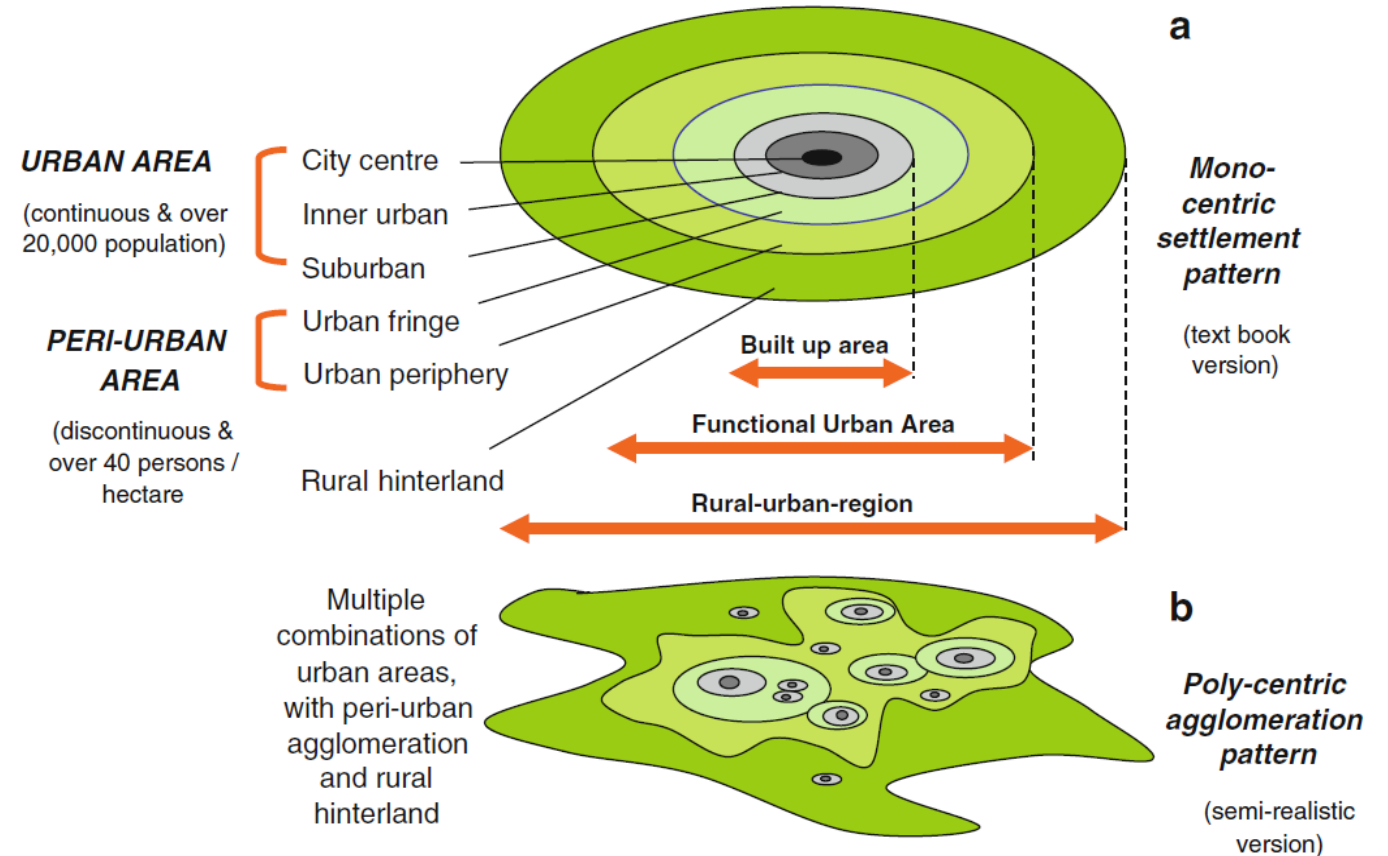 a
URBAN AREA
(continuous & over
20,000 population)
City centre
Inner urban
Suburban
PERI-URBAN
AREA
(discontinuous &
over 40 persons /
hectare
Urban fringe
Urban periphery
Rural hinterland
Built up area
Functional Urban Area
Rural-urban-region
Mono-
centric
settlement
pattern
(text book
version)
Multiple
combinations of
urban areas,
with peri-urban
agglomeration
and rural
hinterland
b
Poly-centric
agglomeration
pattern
(semi-realistic
version)